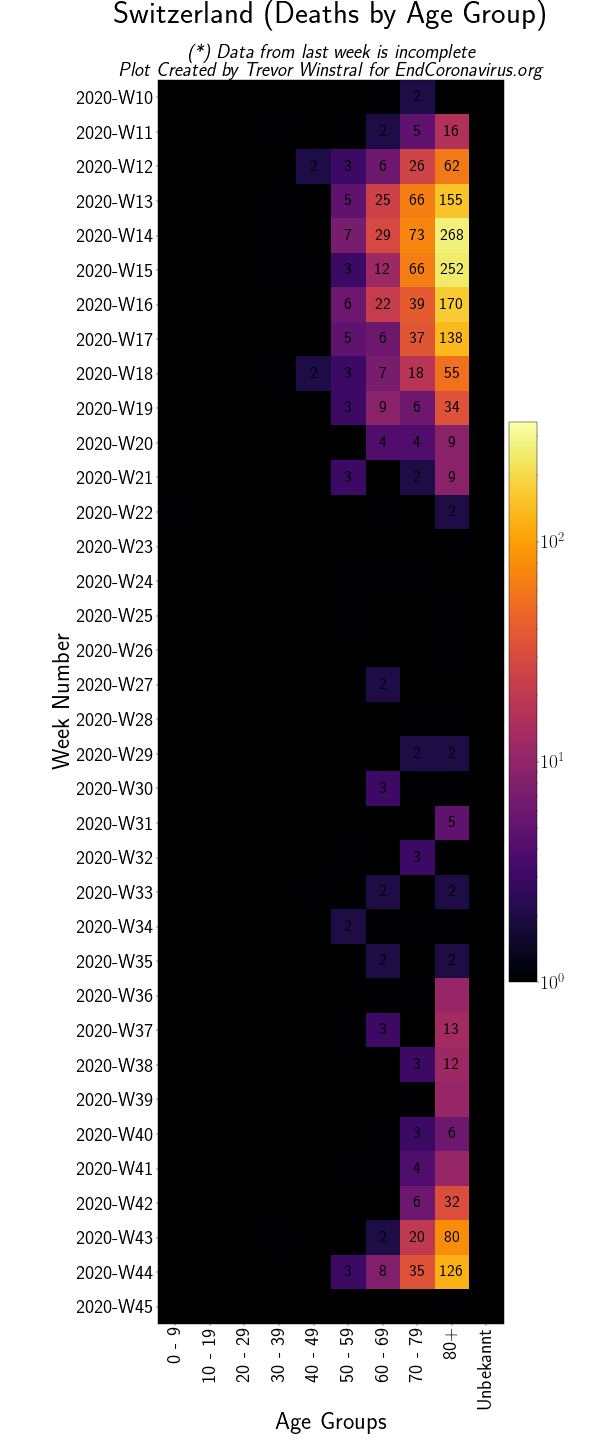 Switzerland (Deaths by Age Group)
(*) Data from last week is incomplete
Plot Created by Trevor Winstral for EndCoronavirus.org
2020-W10 2
2020-W11 2 5 16
2020-W12 2 3 6 26 62
2020-W13 5 25 66 155
2020-W14 7 29 73 268
2020-W15 3 12 66 252
2020-W16 6 22 39 170
2020-W17 5 6 37 138
2020-W18 2 3 7 18 55
2020-W19 3 9 6 34
2020-W20 4 4 9
2020-W21 3 2 9
2020-W22 2
2020-W23
2020-W24
2020-W25
2020-W26
2020-W27 2
2020-W28
2020-W29 2 2
2020-W30 3
2020-W31 5
2020-W32 3
2020-W33 2 2
2020-W34 2
2020-W35 2 2
2020-W36
2020-W37 3 13
2020-W38 3 12
2020-W39
2020-W40 3 6
2020-W41 4
2020-W42 6 32
2020-W43 2 20 80
2020-W44 3 8 35 126
2020-W45
Week Number
0 - 9
10 - 19
20 - 29
30 - 39
40 - 49
50 - 59
60 - 69
70 - 79
80+
Unbekannt
Age Groups
10²
10¹
10⁰